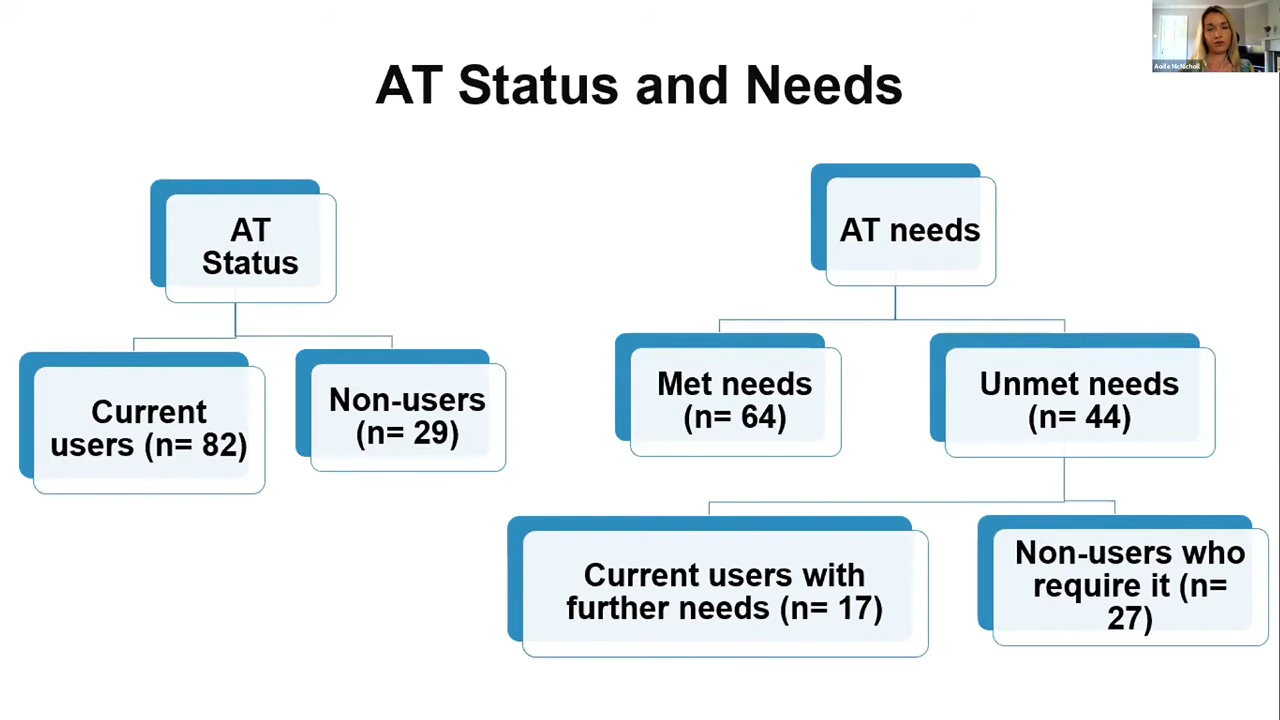 Aoife McNicholl
AT Status and Needs
AT
Status
Current
users (n= 82)
Non-users
(n= 29)
AT needs
Met needs
(n= 64)
Unmet needs
(n= 44)
Current users with
further needs (n= 17)
Non-users who
require it (n=
27)